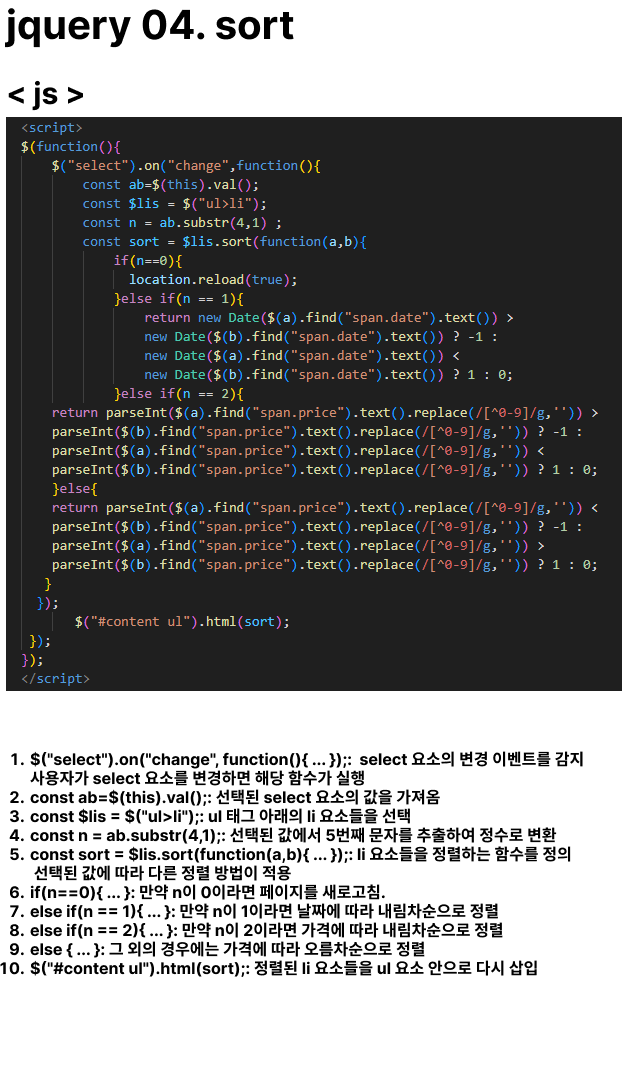 jquery 04. sort
< js >
<script>
$(function(){
$("select").on("change",function(){
const ab=$(this).val();
const $lis = $("ul>li");
const n = ab.substr(4,1) ;
const sort = $lis.sort(function(a,b){
if(n==0){
location.reload(true);
}else if(n == 1){
return new Date($(a).find("span.date").text()) >
new Date($(b).find("span.date").text()) ? -1 :
new Date($(a).find("span.date").text()) <
new Date($(b).find("span.date").text()) ? 1 : 0;
}else if(n == 2){
return parseInt($(a).find("span.price").text().replace(/[^0-9]/g,'')) >
parseInt($(b).find("span.price").text().replace(/[^0-9]/g,'')) ? -1 :
parseInt($(a).find("span.price").text().replace(/[^0-9]/g,'')) <
parseInt($(b).find("span.price").text().replace(/[^0-9]/g,'')) ? 1 : 0;
}else{
return parseInt($(a).find("span.price").text().replace(/[^0-9]/g,'')) <
parseInt($(b).find("span.price").text().replace(/[^0-9]/g,'')) ? -1 :
parseInt($(a).find("span.price").text().replace(/[^0-9]/g,'')) >
parseInt($(b).find("span.price").text().replace(/[^0-9]/g,'')) ? 1 : 0;
}
});
$("#content ul").html(sort);
});
});
</script>
1. $("select").on("change", function(){ ... });: select 요소의 변경 이벤트를 감지
사용자가 select 요소를 변경하면 해당 함수가 실행
2. const ab=$(this).val();: 선택된 select 요소의 값을 가져옴
3. const $lis = $("ul>li");: ul 태그 아래의 li 요소들을 선택
4. const n = ab.substr(4,1);: 선택된 값에서 5번째 문자를 추출하여 정수로 변환
5. const sort = $lis.sort(function(a,b){ ... });: li 요소들을 정렬하는 함수를 정의
선택된 값에 따라 다른 정렬 방법이 적용
6. if(n==0){ ... }: 만약 n이 0이라면 페이지를 새로고침.
7. else if(n == 1){ ... }: 만약 n이 1이라면 날짜에 따라 내림차순으로 정렬
8. else if(n == 2){ ... }: 만약 n이 2이라면 가격에 따라 내림차순으로 정렬
9. else { ... }: 그 외의 경우에는 가격에 따라 오름차순으로 정렬
10. $("#content ul").html(sort);: 정렬된 li 요소들을 ul 요소 안으로 다시 삽입